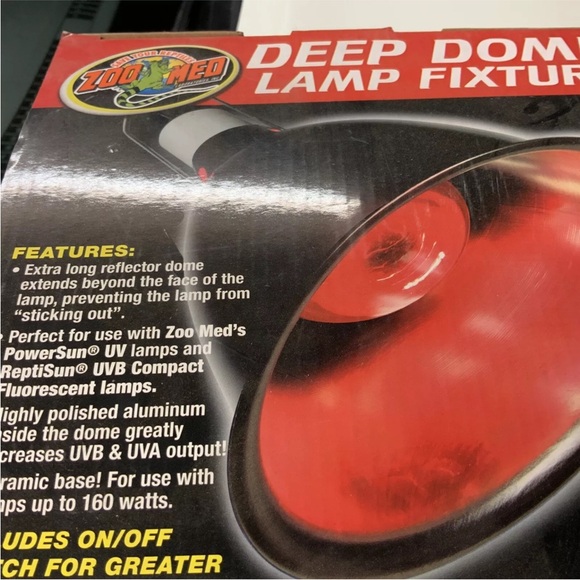 EAT YOUR REPTILE
ZOO MED
DEEP DOM
LAMP FIXTUR
FEATURES:
• Extra long reflector dome
extends beyond the face of the
lamp, preventing the lamp from
"sticking out".
• Perfect for use with Zoo Med's
PowerSun® UV lamps and
ReptiSun® UVB Compact
Fluorescent lamps.
ighly polished aluminum
side the dome greatly
creases UVB & UVA output!
ramic base! For use with
mps up to 160 watts.
UDES ON/OFF
TCH FOR GREATER